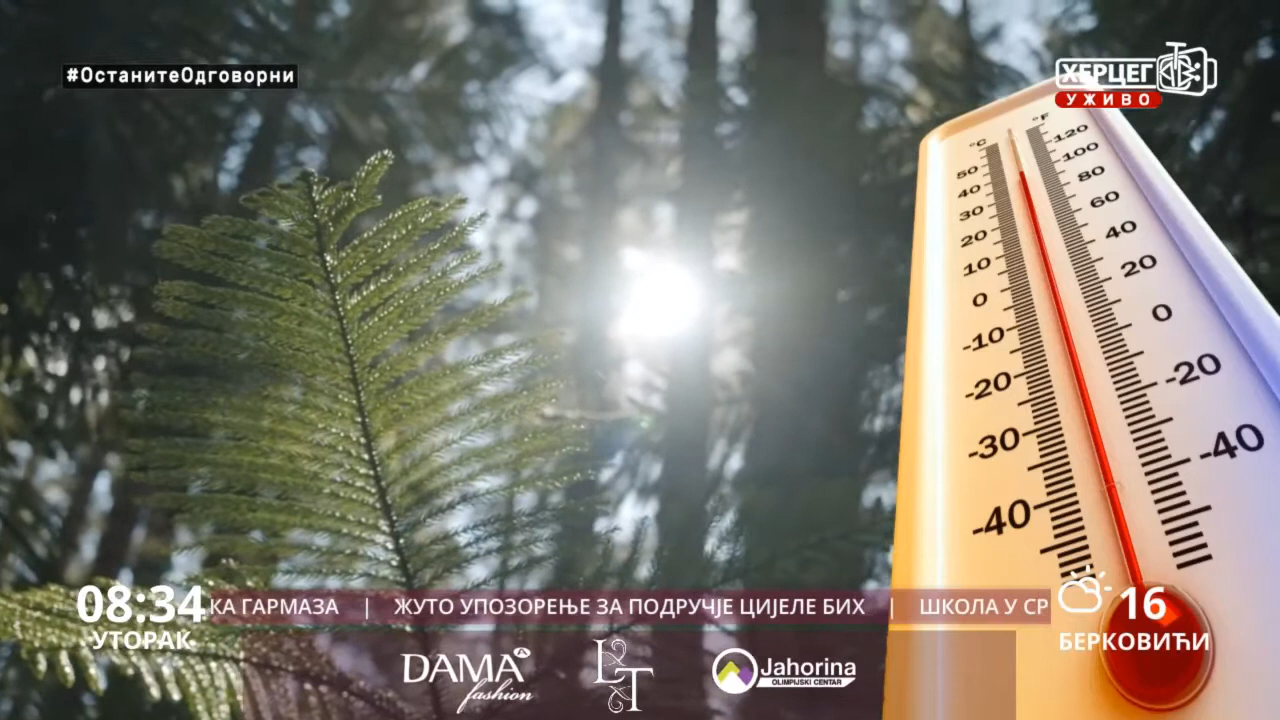 #ОстанитеОдговорни
ХЕРЦЕГ
УЖИВО
°C
°F
120
50
100
40
80
30
60
20
40
10
20
0
0
-10
-20
-20
-30
-40
-40
08:34
КА ГАРМАЗА | ЖУТО УПОЗОРЕЊЕ ЗА ПОДРУЧЈЕ ЦИЈЕЛЕ БИХ | ШКОЛА У СР
16
УТОРАК
БЕРКОВИЋИ
DAMA
fashion
LT
Jahorina
OLIMPIJSKI CENTAR